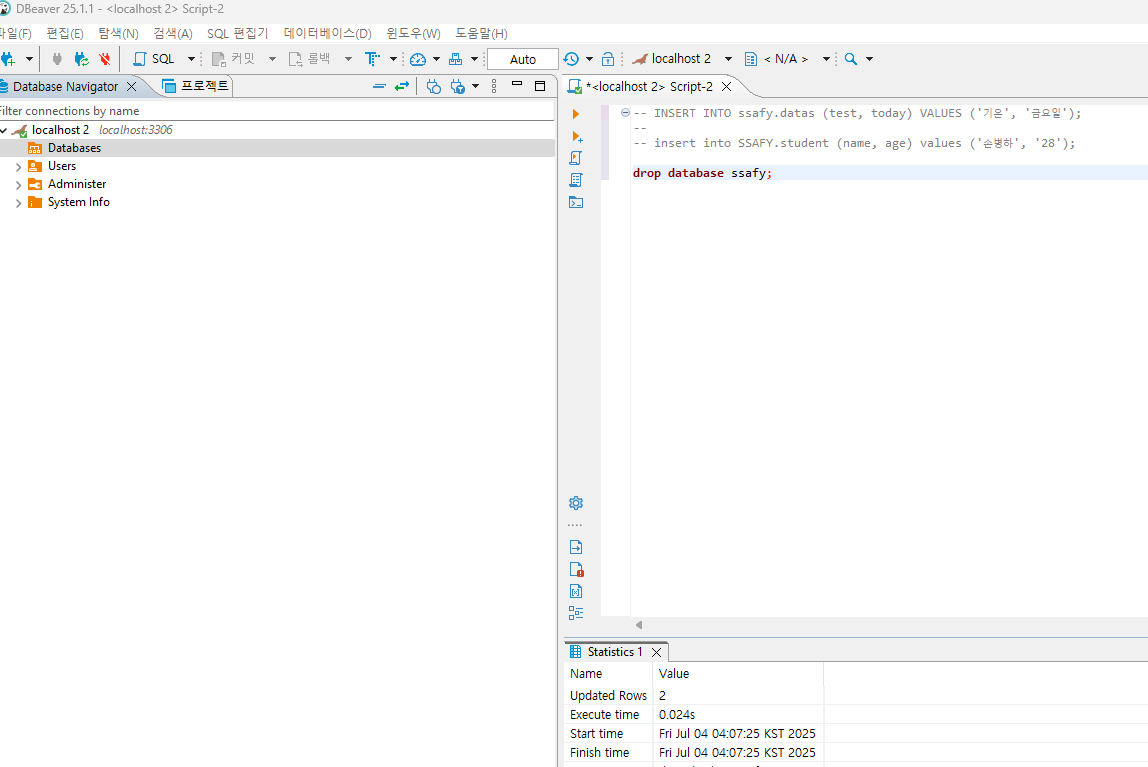 DBeaver 25.1.1 - <localhost 2> Script-2
파일(F) 편집(E) 탐색(N) 검색(A) SQL 편집기 데이터베이스(D) 윈도우(W) 도움말(H)
SQL 커밋 롤백 Auto localhost 2 < N/A >
Database Navigator 프로젝트
Filter connections by name
localhost 2 localhost:3306
Databases
Users
Administer
System Info
*<localhost 2> Script-2
-- INSERT INTO ssafy.datas (test, today) VALUES ('기온', '금요일');
--
-- insert into SSAFY.student (name, age) values ('손병하', '28');
drop database ssafy;
Statistics 1
Name Value
Updated Rows 2
Execute time 0.024s
Start time Fri Jul 04 04:07:25 KST 2025
Finish time Fri Jul 04 04:07:25 KST 2025